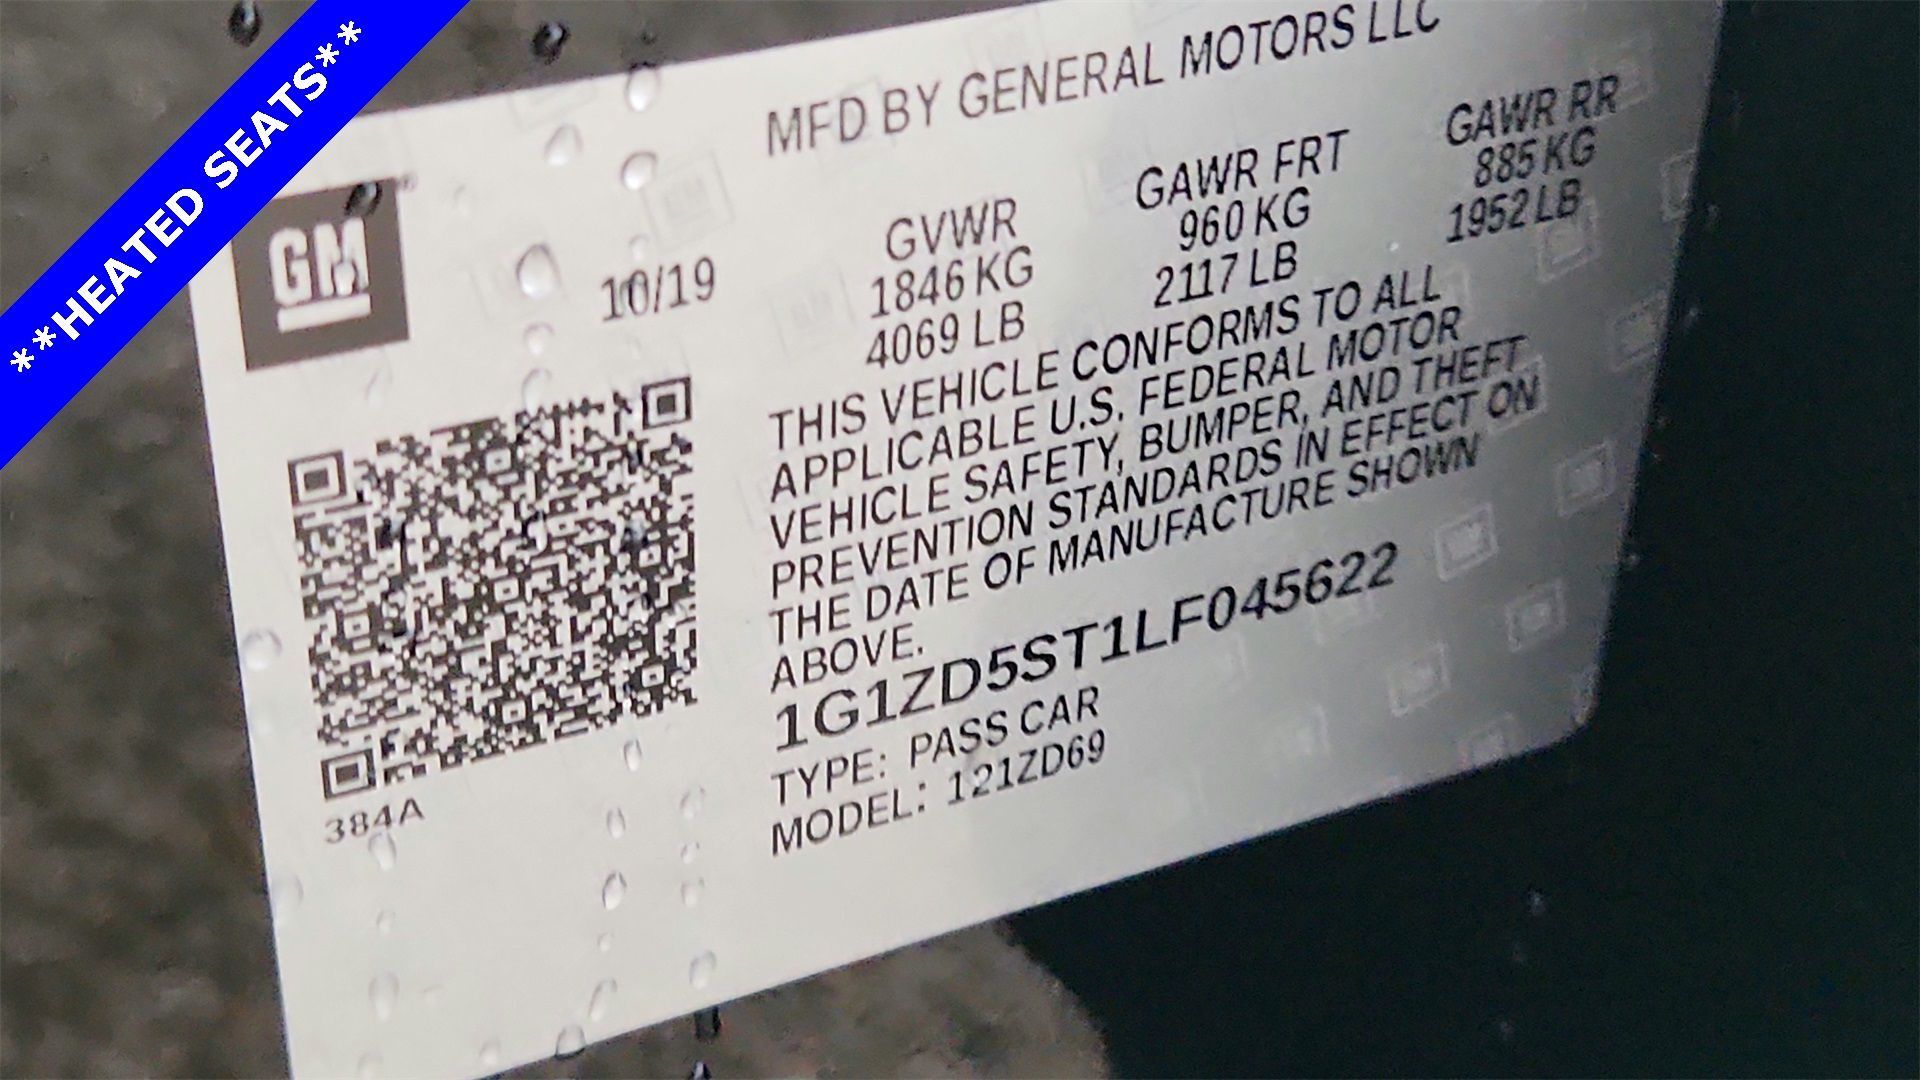 **HEATED SEATS**
MFD BY GENERAL MOTORS LLC
GM
10/19
GVWR
1846 KG
4069 LB
GAWR FRT
960 KG
2117 LB
GAWR RR
885 KG
1952 LB
THIS VEHICLE CONFORMS TO ALL
APPLICABLE U.S. FEDERAL MOTOR
VEHICLE SAFETY, BUMPER, AND THEFT
PREVENTION STANDARDS IN EFFECT ON
THE DATE OF MANUFACTURE SHOWN
ABOVE.
1G1ZD5ST1LF045622
TYPE: PASS CAR
MODEL: 121ZD69
384A